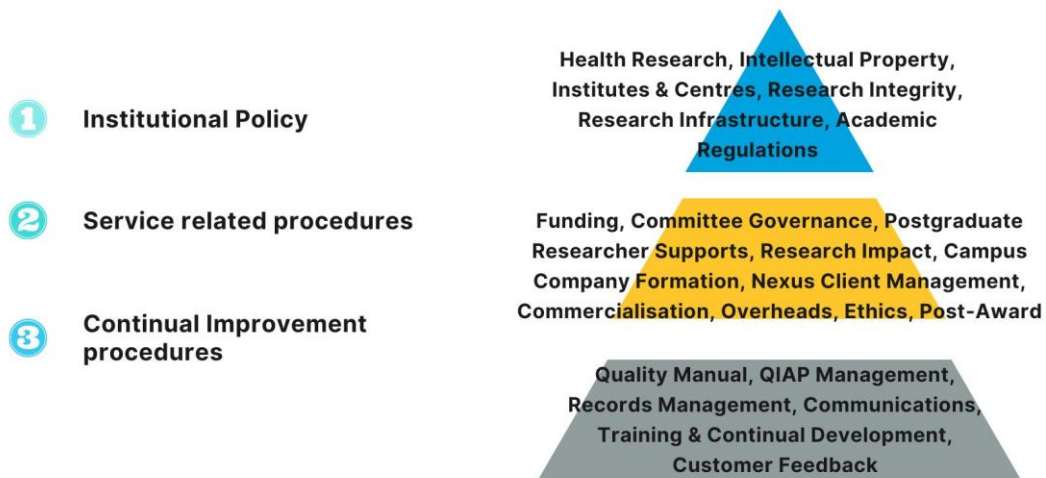 1
Institutional Policy
Health Research, Intellectual Property,
Institutes & Centres, Research Integrity,
Research Infrastructure, Academic
Regulations
2
Service related procedures
Funding, Committee Governance, Postgraduate
Researcher Supports, Research Impact, Campus
Company Formation, Nexus Client Management,
Commercialisation, Overheads, Ethics, Post-Award
3
Continual Improvement
procedures
Quality Manual, QIAP Management,
Records Management, Communications,
Training & Continual Development,
Customer Feedback